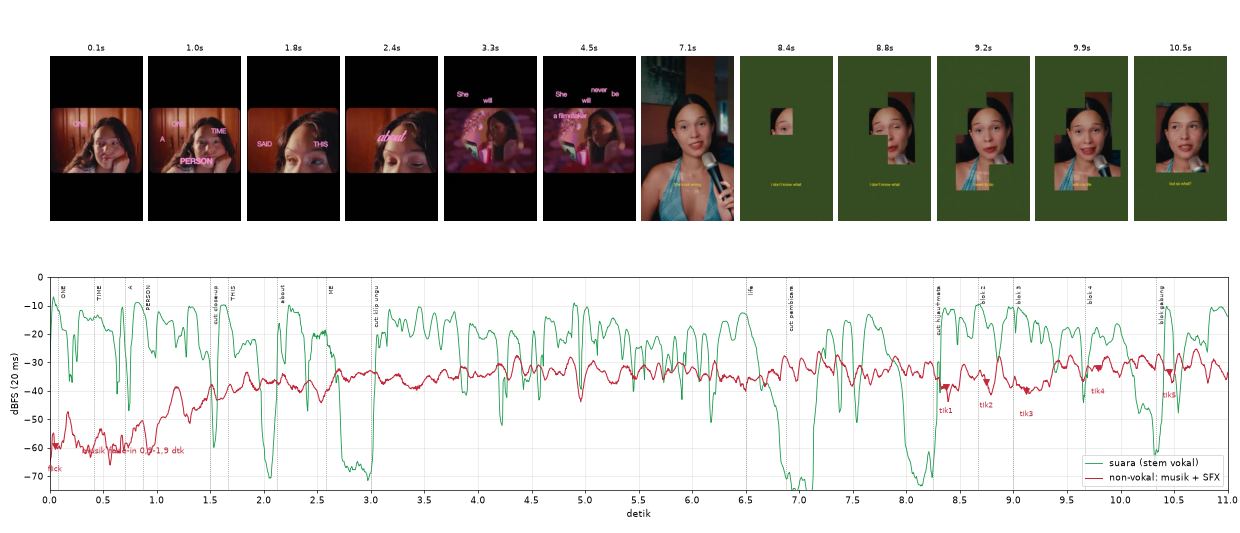 0.1s 1.0s 1.8s 2.4s 3.3s 4.5s 7.1s 8.4s 8.8s 9.2s 9.9s 10.5s
ONE
ONE
TIME
A
PERSON
SAID THIS
about
She
will
She never be
will
a filmmaker
i don't know what
i don't know what
but so what?
0
−10
−20
−30
−40
−50
−60
−70
dBFS (20 ms)
ONE
TIME
A
PERSON
cut close-up
THIS
about
ME
cut klip ungu
life
cut pembicara
cut hijau+mata
blok 2
blok 3
blok 4
blok gabung
musik fade-in 0,9-1,9 dtk
flick
tik1
tik2
tik3
tik4
tik5
suara (stem vokal)
non-vokal: musik + SFX
0.0 0.5 1.0 1.5 2.0 2.5 3.0 3.5 4.0 4.5 5.0 5.5 6.0 6.5 7.0 7.5 8.0 8.5 9.0 9.5 10.0 10.5 11.0
detik